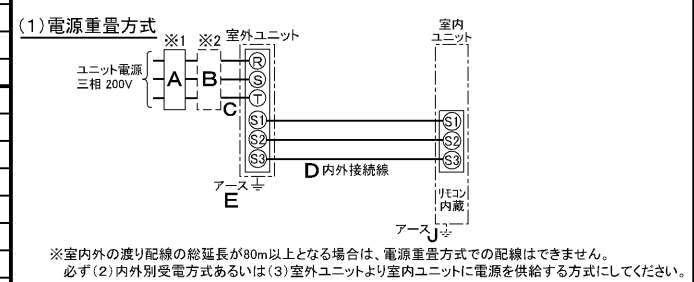 (1)電源重畳方式
※1 ※2 室外ユニット
室内
ユニット
ユニット電源
三相 200V
A B
C
R
S
T
S1 S1
S2 S2
S3 S3
D 内外接続線
アース
E
リモコン
内蔵
アース J
※室内外の渡り配線の総延長が80m以上となる場合は、電源重畳方式での配線はできません。
必ず(2)内外別受電方式あるいは(3)室外ユニットより室内ユニットに電源を供給する方式にしてください。